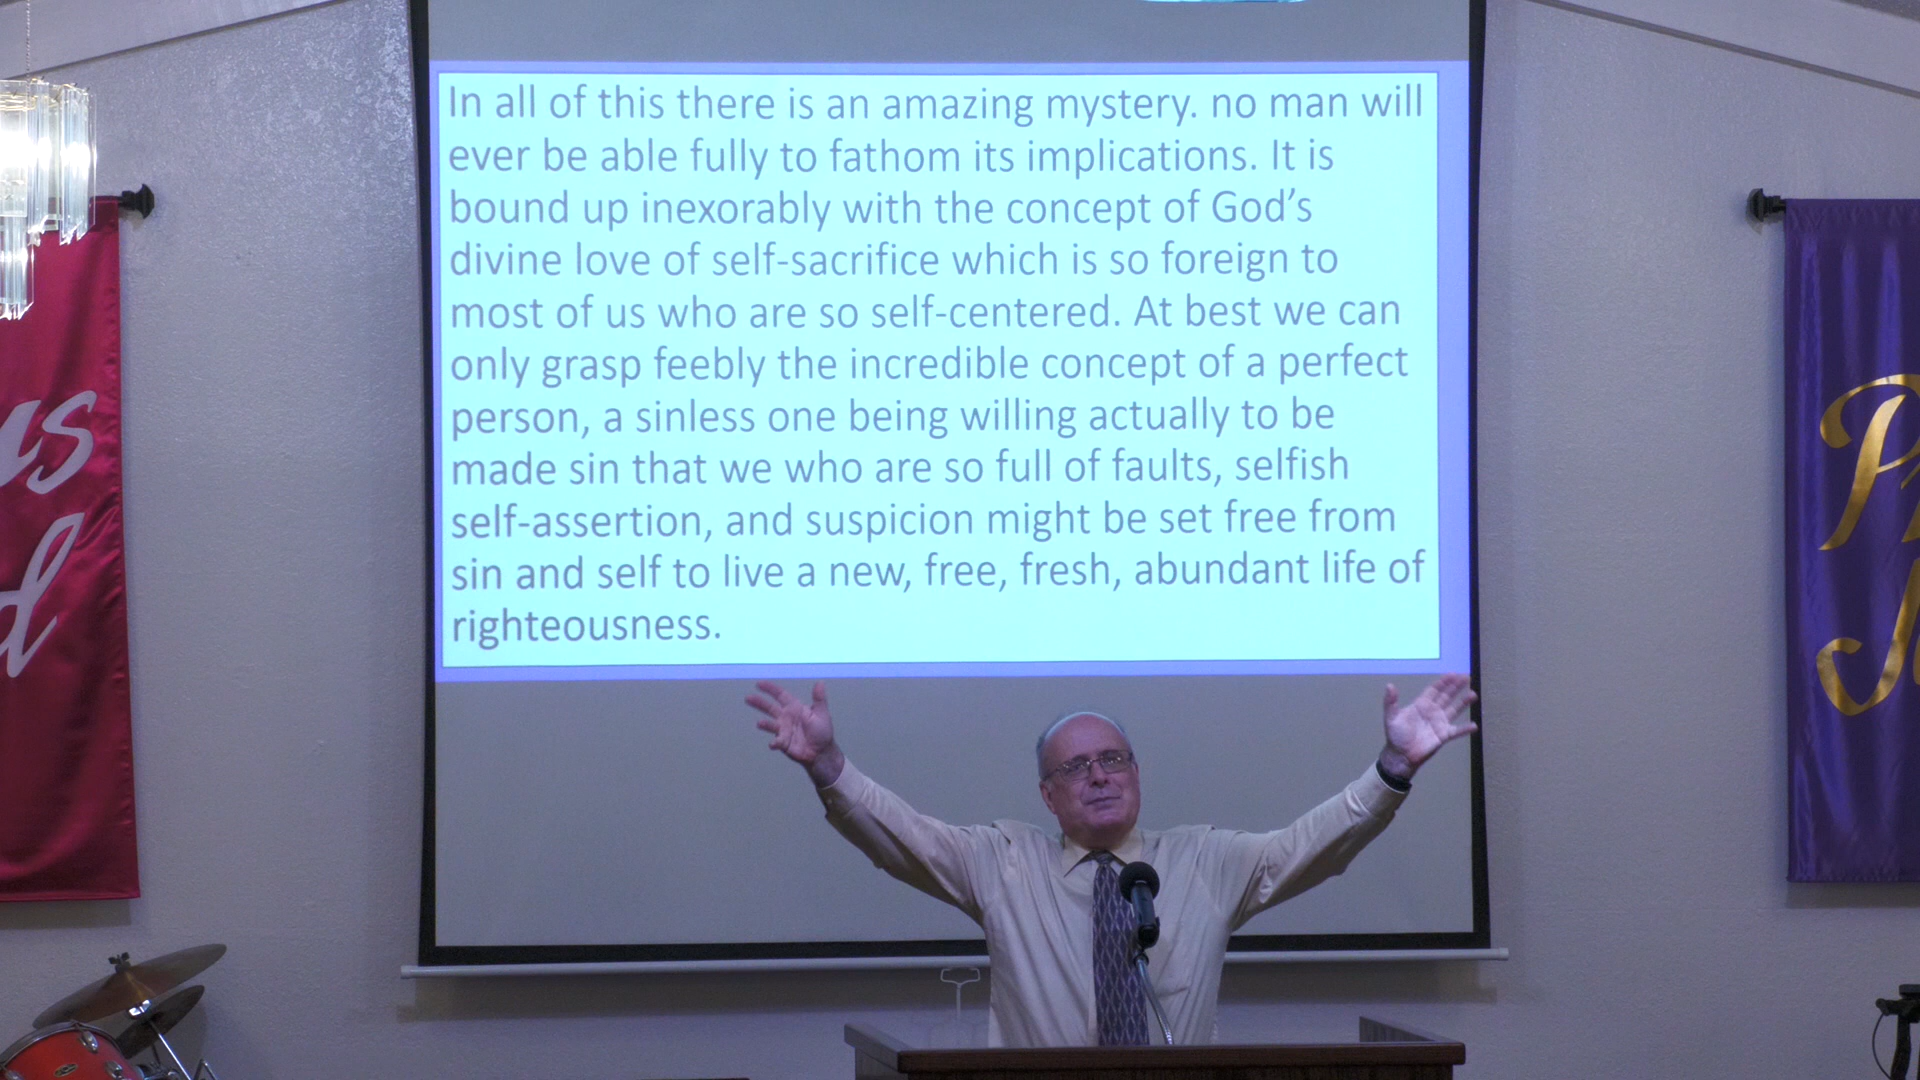 In all of this there is an amazing mystery. no man will
ever be able fully to fathom its implications. It is
bound up inexorably with the concept of God's
divine love of self-sacrifice which is so foreign to
most of us who are so self-centered. At best we can
only grasp feebly the incredible concept of a perfect
person, a sinless one being willing actually to be
made sin that we who are so full of faults, selfish
self-assertion, and suspicion might be set free from
sin and self to live a new, free, fresh, abundant life of
righteousness.